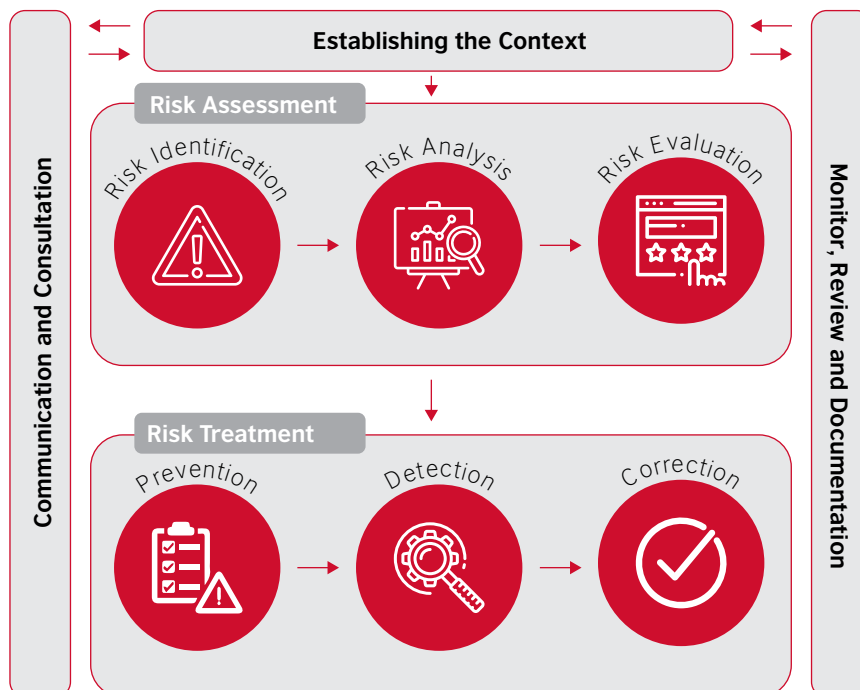 Establishing the Context
Communication and Consultation
Monitor, Review and Documentation
Risk Assessment
Risk Identification
Risk Analysis
Risk Evaluation
Risk Treatment
Prevention
Detection
Correction